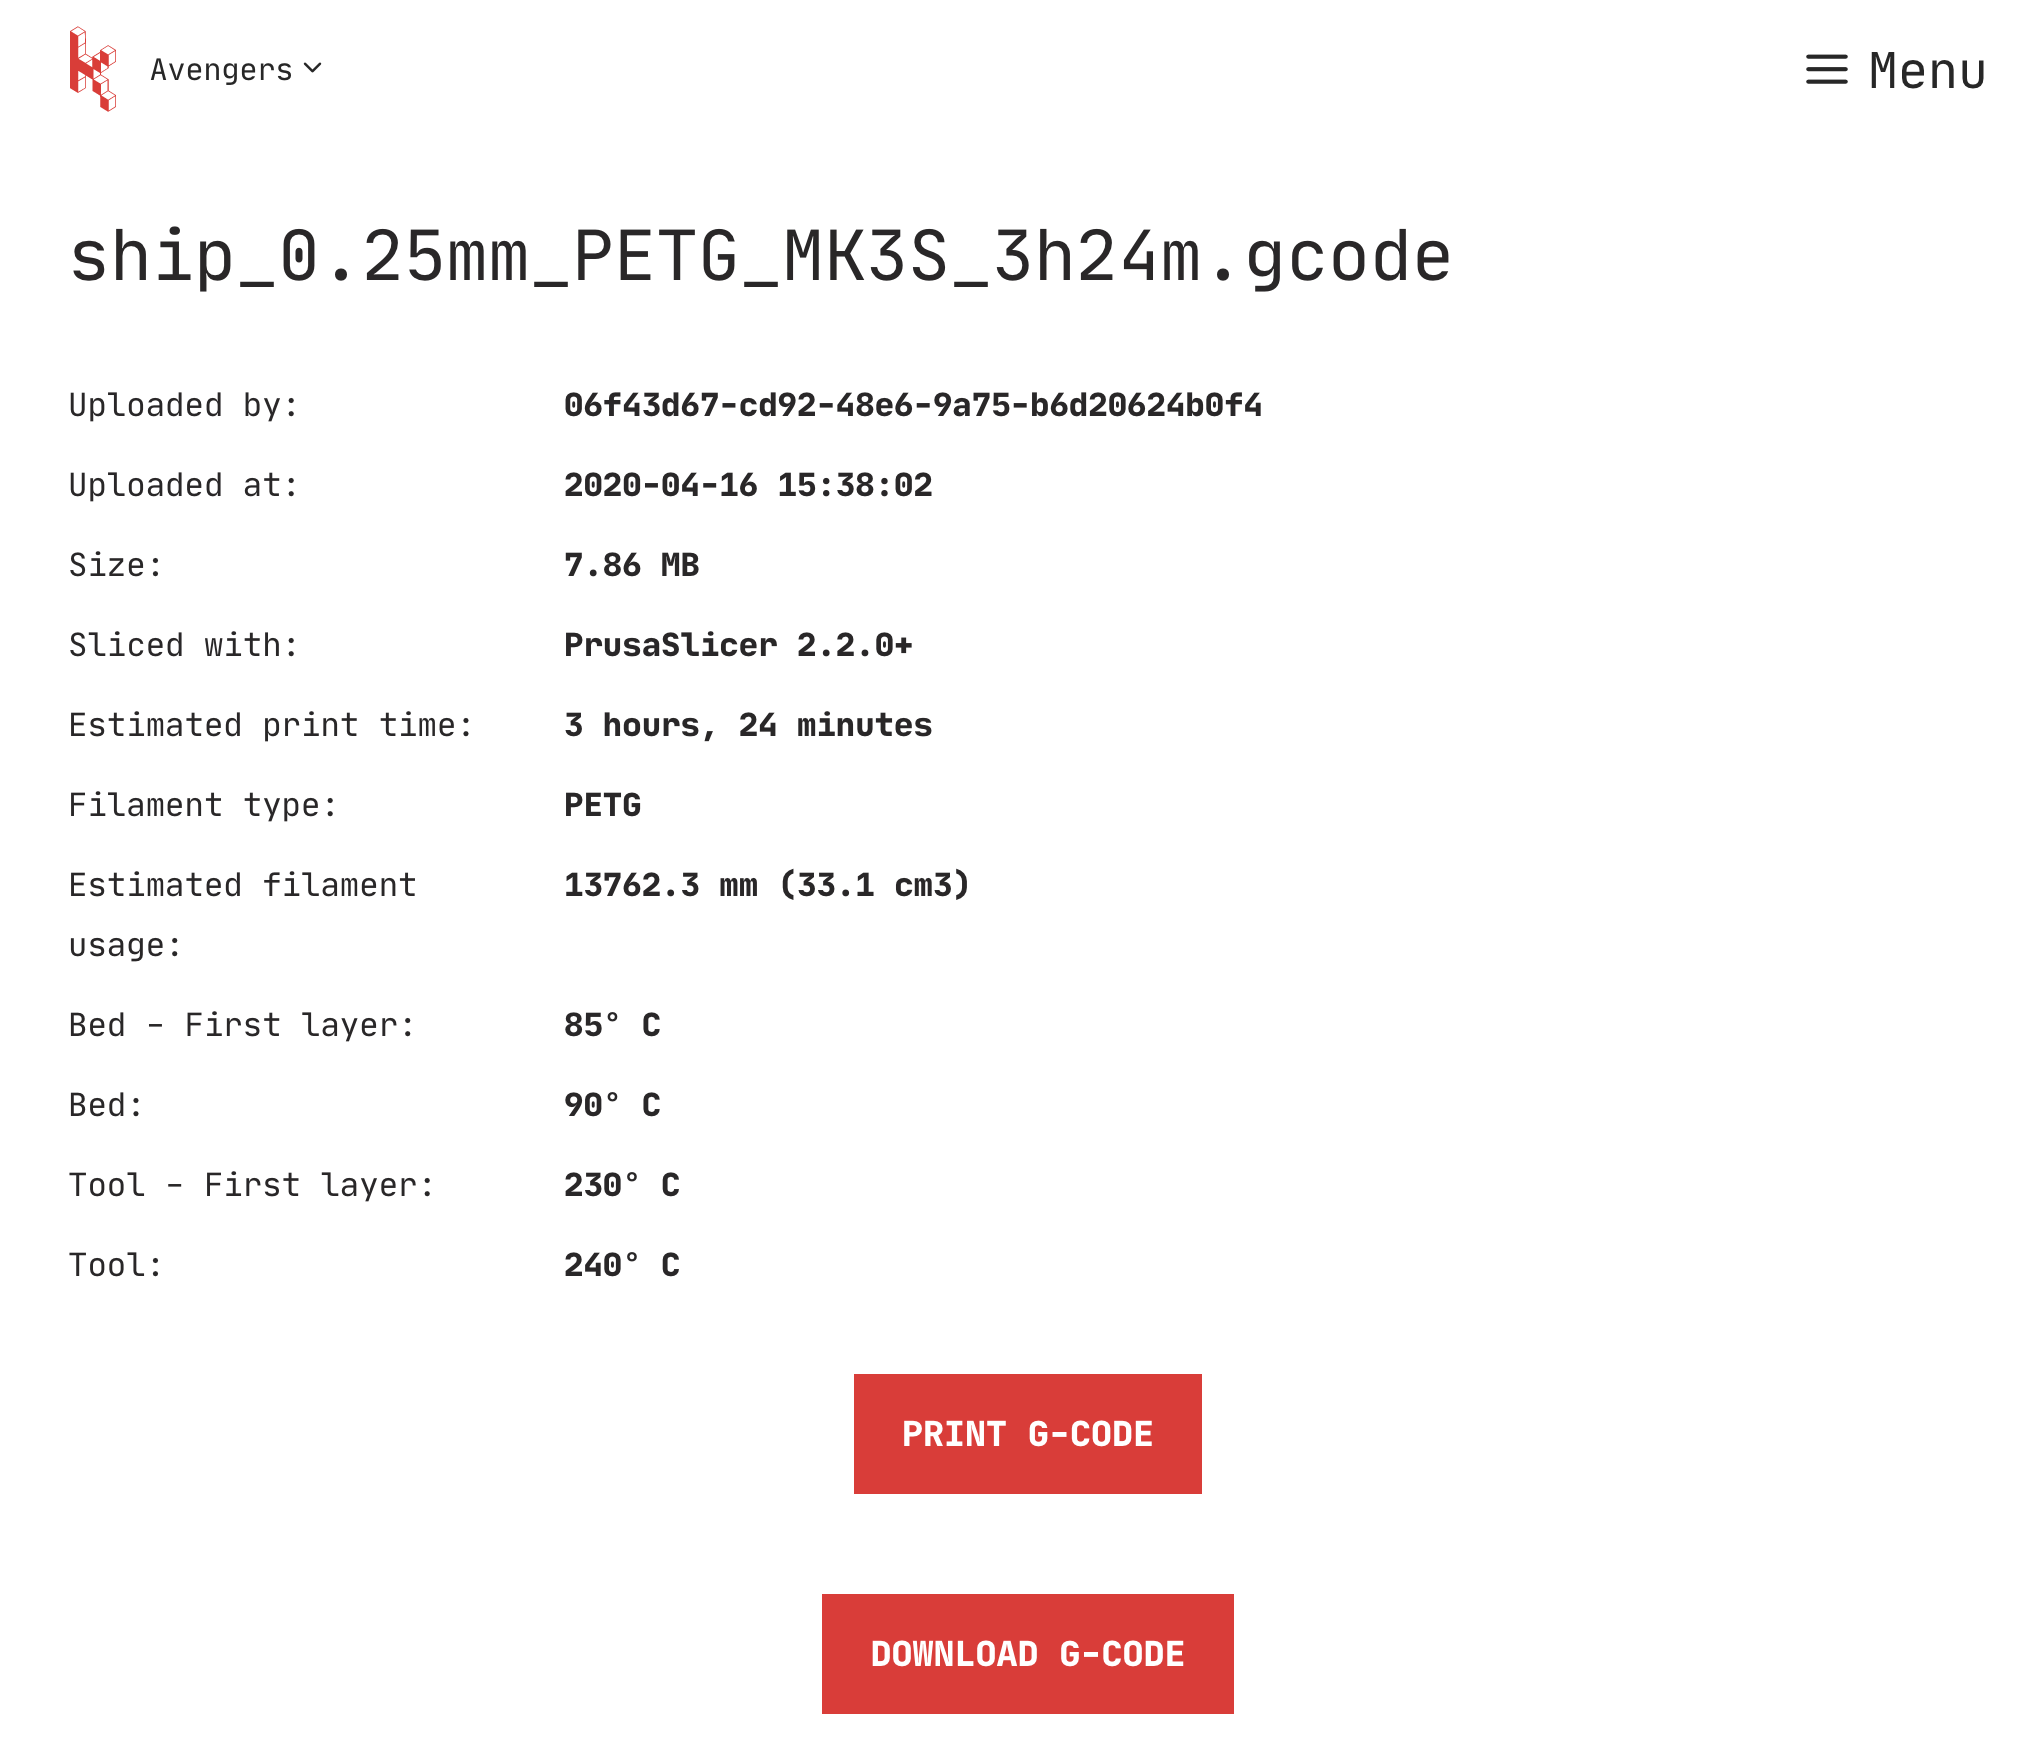 Avengers
Menu
ship_0.25mm_PETG_MK3S_3h24m.gcode
Uploaded by: 06f43d67-cd92-48e6-9a75-b6d20624b0f4
Uploaded at: 2020-04-16 15:38:02
Size: 7.86 MB
Sliced with: PrusaSlicer 2.2.0+
Estimated print time: 3 hours, 24 minutes
Filament type: PETG
Estimated filament 13762.3 mm (33.1 cm3)
usage:
Bed - First layer: 85° C
Bed: 90° C
Tool - First layer: 230° C
Tool: 240° C
PRINT G-CODE
DOWNLOAD G-CODE